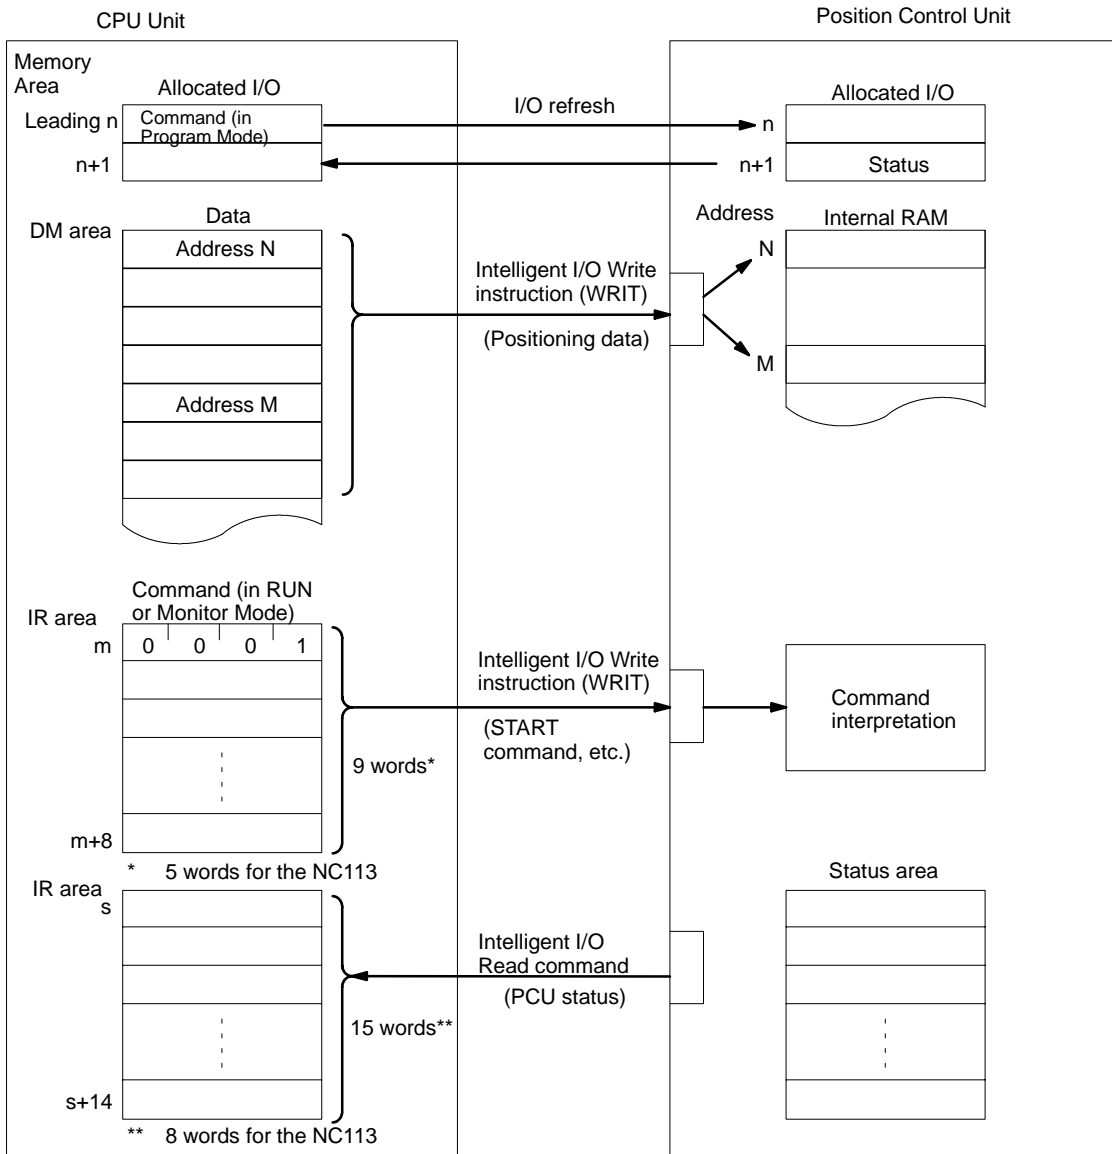 CPU Unit
Position Control Unit
Memory
Area
Allocated I/O
Allocated I/O
Leading n
Command (in
Program Mode)
I/O refresh
n
n+1
n+1
Status
Data
DM area
Address
Internal RAM
Address N
N
Intelligent I/O Write
instruction (WRIT)
(Positioning data)
M
Address M
Command (in RUN
or Monitor Mode)
IR area
m
0 0 0 1
Intelligent I/O Write
instruction (WRIT)
(START
command, etc.)
Command
interpretation
9 words*
m+8
* 5 words for the NC113
IR area
s
Status area
Intelligent I/O
Read command
(PCU status)
15 words**
s+14
** 8 words for the NC113